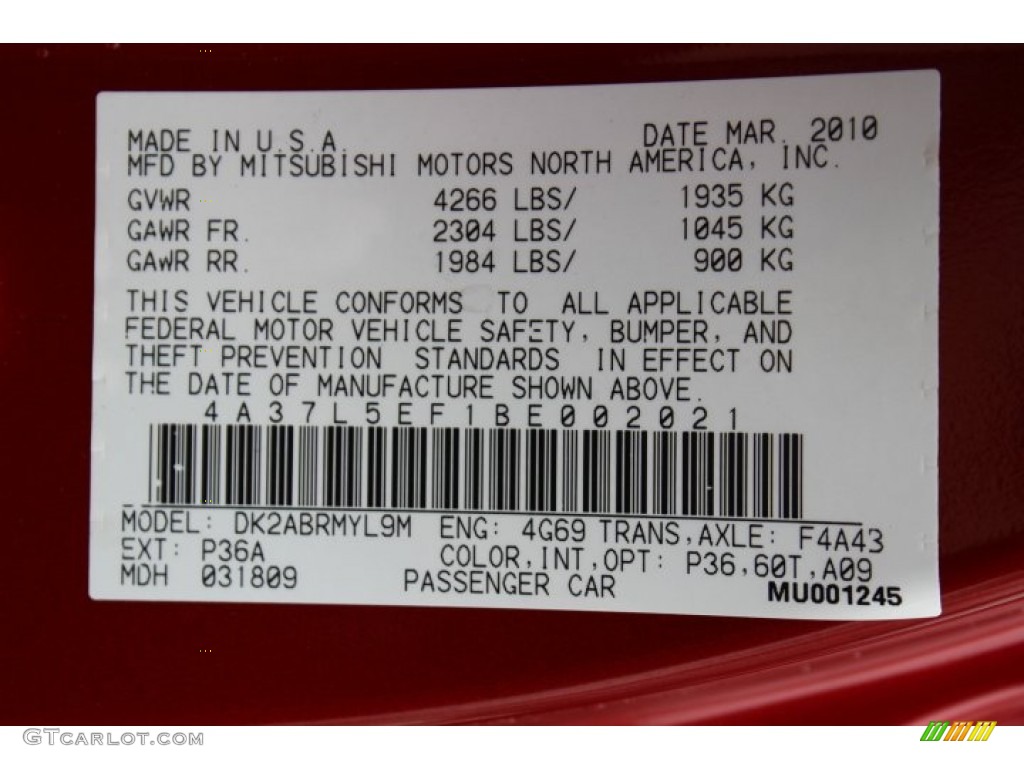 MADE IN U.S.A. DATE MAR. 2010
MFD BY MITSUBISHI MOTORS NORTH AMERICA, INC.
GVWR 4266 LBS/ 1935 KG
GAWR FR. 2304 LBS/ 1045 KG
GAWR RR. 1984 LBS/ 900 KG
THIS VEHICLE CONFORMS TO ALL APPLICABLE
FEDERAL MOTOR VEHICLE SAFETY, BUMPER, AND
THEFT PREVENTION STANDARDS IN EFFECT ON
THE DATE OF MANUFACTURE SHOWN ABOVE.
4A37L5EF1BE002021
MODEL: DK2ABRMYL9M ENG: 4G69 TRANS,AXLE: F4A43
EXT: P36A COLOR,INT,OPT: P36,60T,A09
MDH 031809 PASSENGER CAR MU001245
GTCARLOT.COM